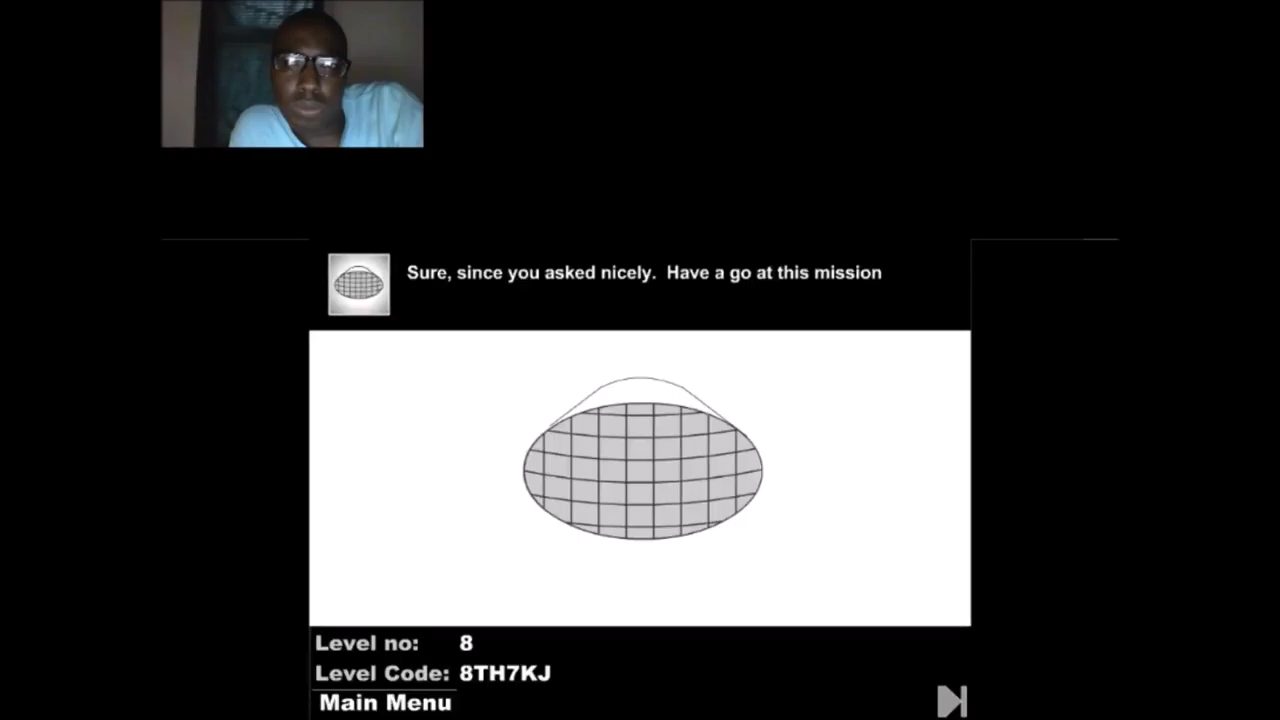 Sure, since you asked nicely.  Have a go at this mission
Level no: 8
Level Code: 8TH7KJ
Main Menu